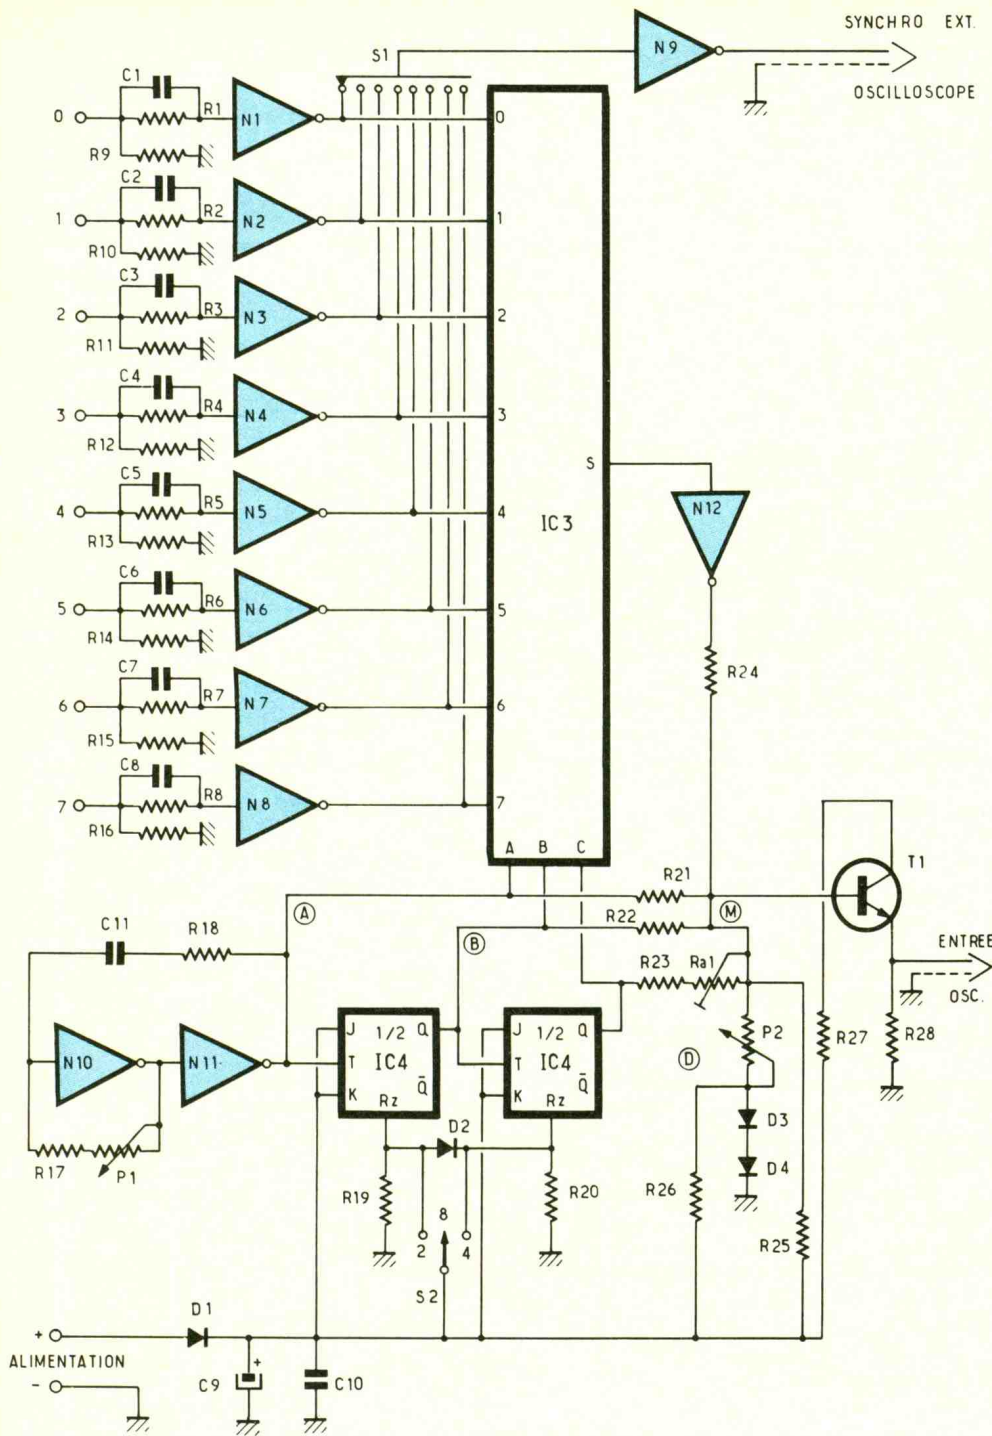 SYNCHRO EXT.
OSCILLOSCOPE
S1
N9
C1
0
R1
N1
R9
0
C2
1
R2
N2
R10
1
C3
2
R3
N3
R11
2
C4
3
R4
N4
R12
3
C5
4
R5
N5
R13
4
C6
5
R6
N6
R14
5
C7
6
R7
N7
R15
6
C8
7
R8
N8
R16
7
S
IC3
N12
R24
A B C
T1
R21
A
M
R22
B
C11
R18
R23 Ra1
ENTREE
OSC.
J 1/2 Q
T IC4
K Q̄
Rz
J 1/2 Q
T IC4
K Q̄
Rz
N10
N11
P2
R27
R28
D
D2
D3
D4
R17
P1
R19
R20
R26
R25
8
2
4
S2
D1
+
ALIMENTATION
-
C9
+
C10